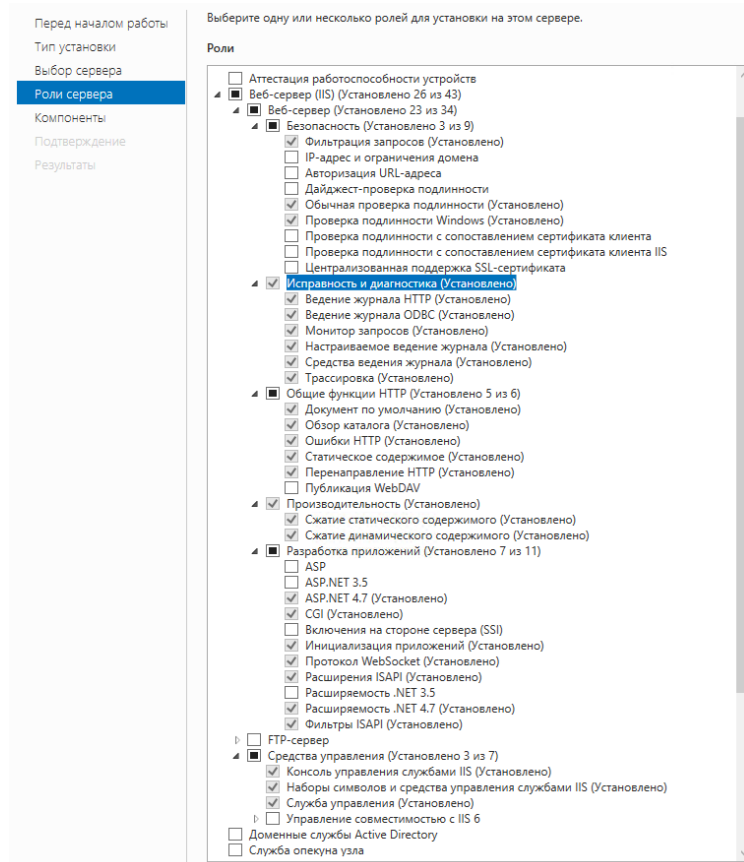 Перед началом работы
Тип установки
Выбор сервера
Роли сервера
Компоненты
Подтверждение
Результаты
Выберите одну или несколько ролей для установки на этом сервере.
Роли
Аттестация работоспособности устройств
Веб-сервер (IIS) (Установлено 26 из 43)
Веб-сервер (Установлено 23 из 34)
Безопасность (Установлено 3 из 9)
Фильтрация запросов (Установлено)
IP-адрес и ограничения домена
Авторизация URL-адреса
Дайджест-проверка подлинности
Обычная проверка подлинности (Установлено)
Проверка подлинности Windows (Установлено)
Проверка подлинности с сопоставлением сертификата клиента
Проверка подлинности с сопоставлением сертификата клиента IIS
Централизованная поддержка SSL-сертификата
Исправность и диагностика (Установлено)
Ведение журнала HTTP (Установлено)
Ведение журнала ODBC (Установлено)
Монитор запросов (Установлено)
Настраиваемое ведение журнала (Установлено)
Средства ведения журнала (Установлено)
Трассировка (Установлено)
Общие функции HTTP (Установлено 5 из 6)
Документ по умолчанию (Установлено)
Обзор каталога (Установлено)
Ошибки HTTP (Установлено)
Статическое содержимое (Установлено)
Перенаправление HTTP (Установлено)
Публикация WebDAV
Производительность (Установлено)
Сжатие статического содержимого (Установлено)
Сжатие динамического содержимого (Установлено)
Разработка приложений (Установлено 7 из 11)
ASP
ASP.NET 3.5
ASP.NET 4.7 (Установлено)
CGI (Установлено)
Включения на стороне сервера (SSI)
Инициализация приложений (Установлено)
Протокол WebSocket (Установлено)
Расширения ISAPI (Установлено)
Расширяемость .NET 3.5
Расширяемость .NET 4.7 (Установлено)
Фильтры ISAPI (Установлено)
FTP-сервер
Средства управления (Установлено 3 из 7)
Консоль управления службами IIS (Установлено)
Наборы символов и средства управления службами IIS (Установлено)
Служба управления (Установлено)
Управление совместимостью с IIS 6
Доменные службы Active Directory
Служба опекуна узла